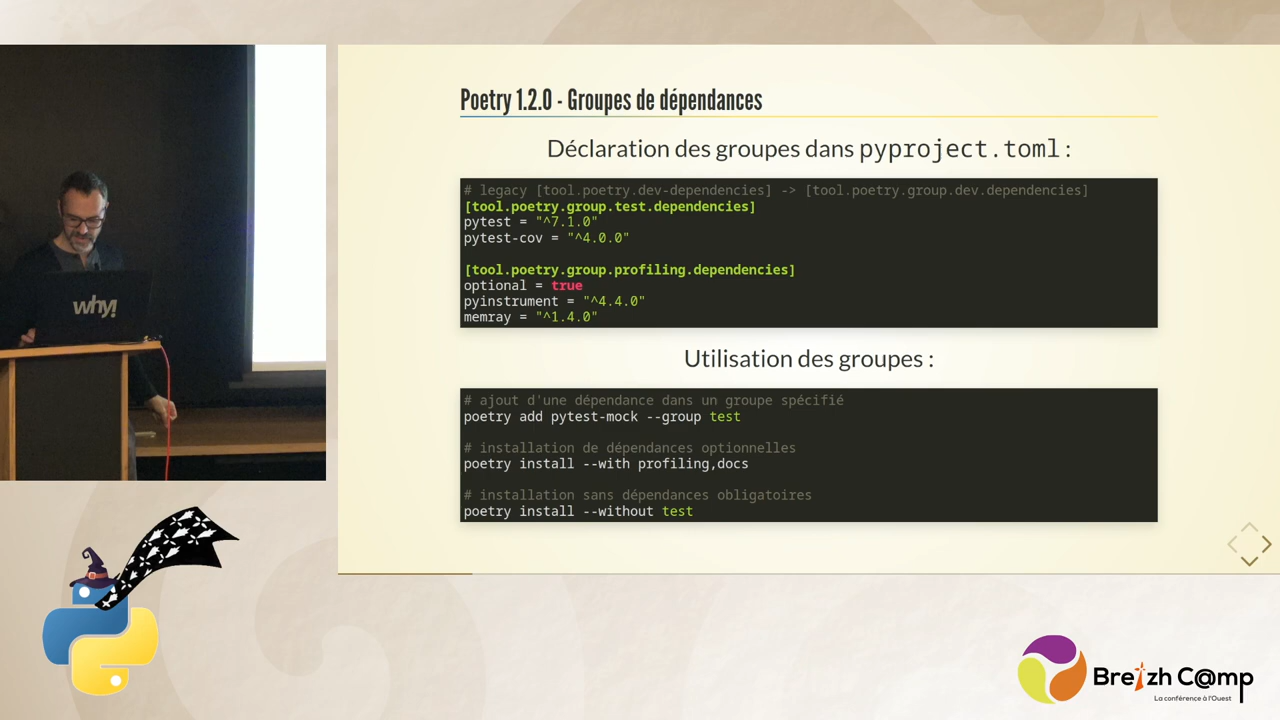 Poetry 1.2.0 - Groupes de dépendances
Déclaration des groupes dans pyproject.toml :
# legacy [tool.poetry.dev-dependencies] -> [tool.poetry.group.dev.dependencies]
[tool.poetry.group.test.dependencies]
pytest = "^7.1.0"
pytest-cov = "^4.0.0"
[tool.poetry.group.profiling.dependencies]
optional = true
pyinstrument = "^4.4.0"
memray = "^1.4.0"
Utilisation des groupes :
# ajout d'une dépendance dans un groupe spécifié
poetry add pytest-mock --group test
# installation de dépendances optionnelles
poetry install --with profiling,docs
# installation sans dépendances obligatoires
poetry install --without test
why!
Breizh C@mp
La conférence à l'Ouest